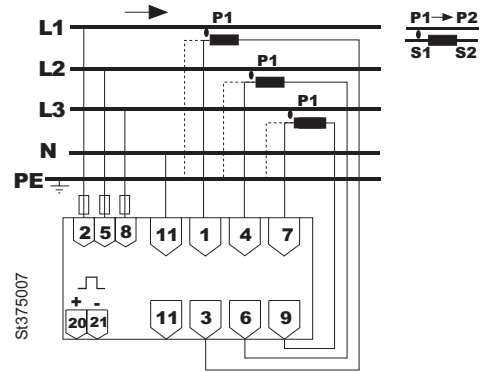 P1
P1 → P2
S1 S2
L1
P1
L2
P1
L3
N
PE
2 5 8 11 1 4 7
+ -
20 21 11 3 6 9
St375007